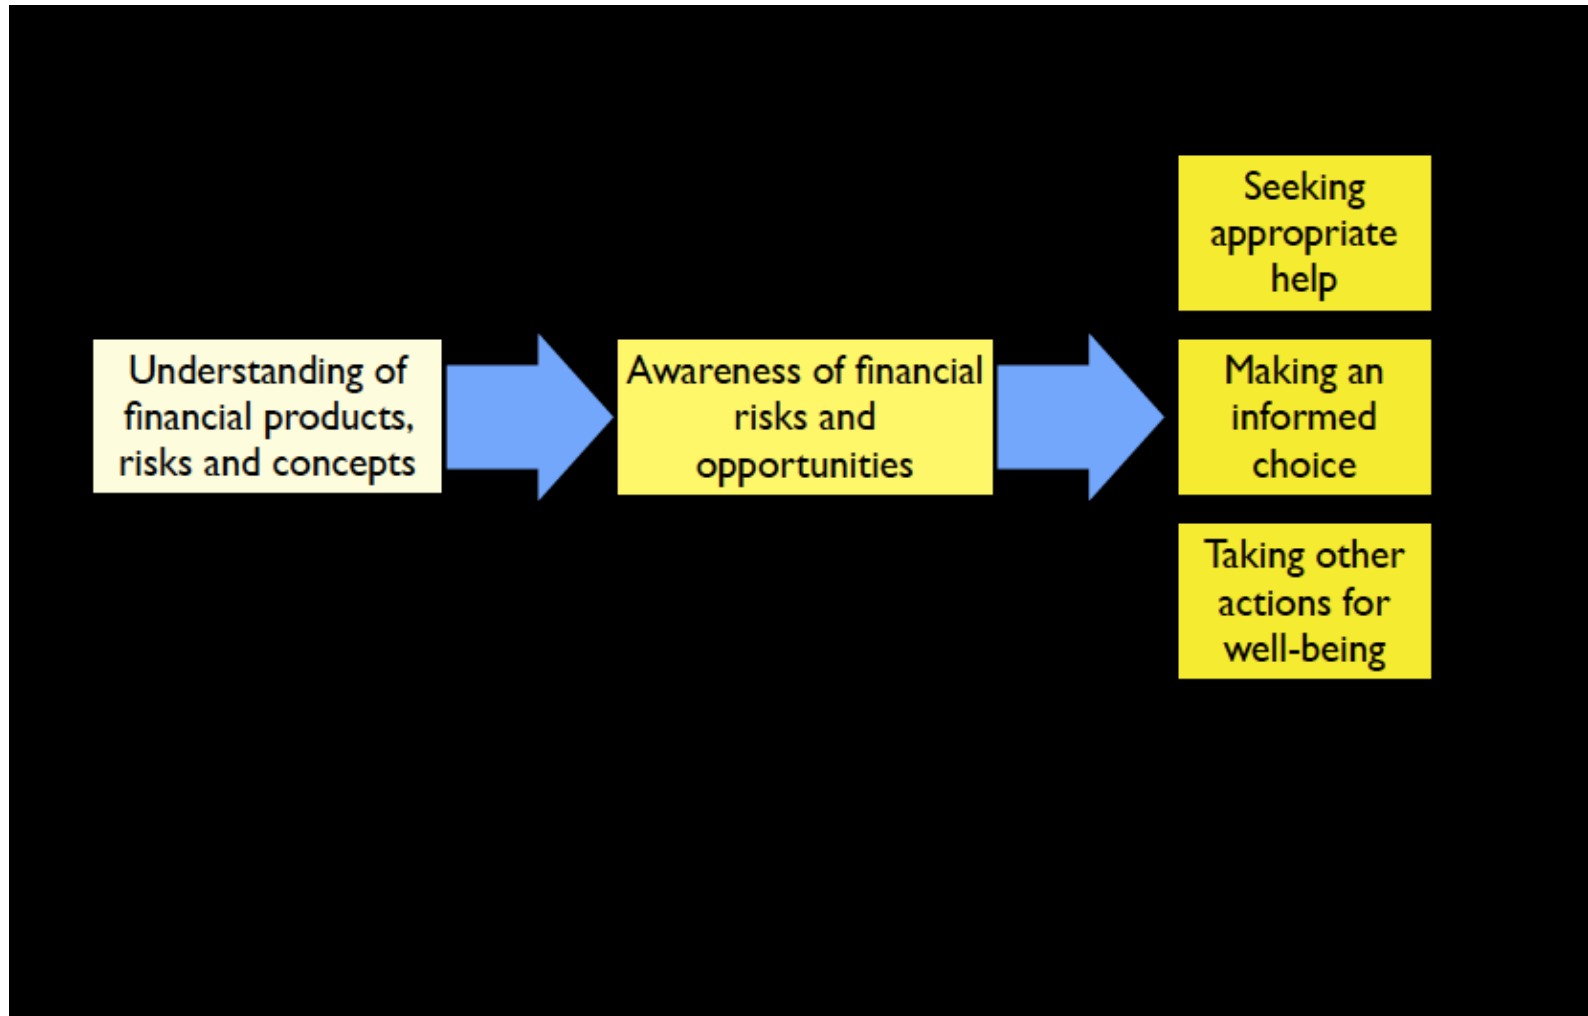 Understanding of
financial products,
risks and concepts
Awareness of financial
risks and
opportunities
Seeking
appropriate
help
Making an
informed
choice
Taking other
actions for
well-being